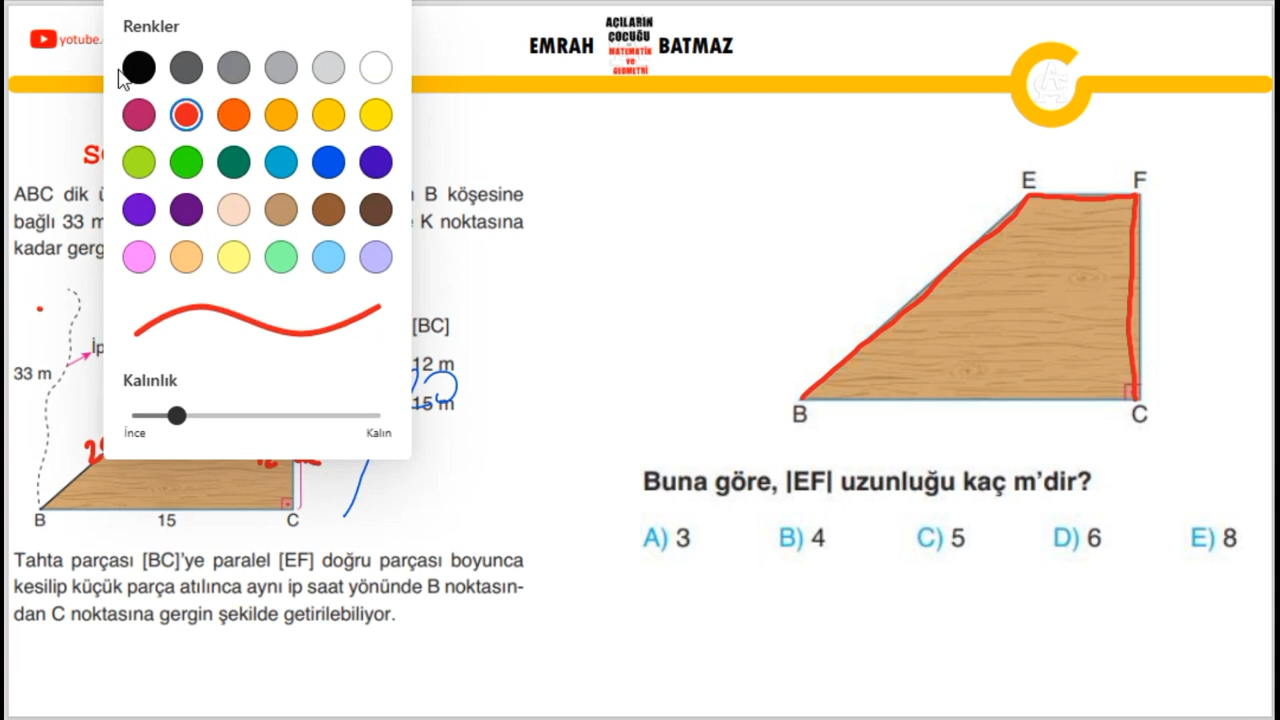 Renkler
yotube.
EMRAH
AÇILARIN
ÇOCUĞU
MATEMATİK
ve
GEOMETRİ
BATMAZ
ABC dik
B köşesine
bağlı 33 m
K noktasına
kadar gerg
[BC]
12 m
15 m
İp
33 m
Kalınlık
İnce
Kalın
B
15
C
Tahta parçası [BC]'ye paralel [EF] doğru parçası boyunca
kesilip küçük parça atılınca aynı ip saat yönünde B noktasın-
dan C noktasına gergin şekilde getirilebiliyor.
E F
B C
Buna göre, |EF| uzunluğu kaç m'dir?
A) 3 B) 4 C) 5 D) 6 E) 8